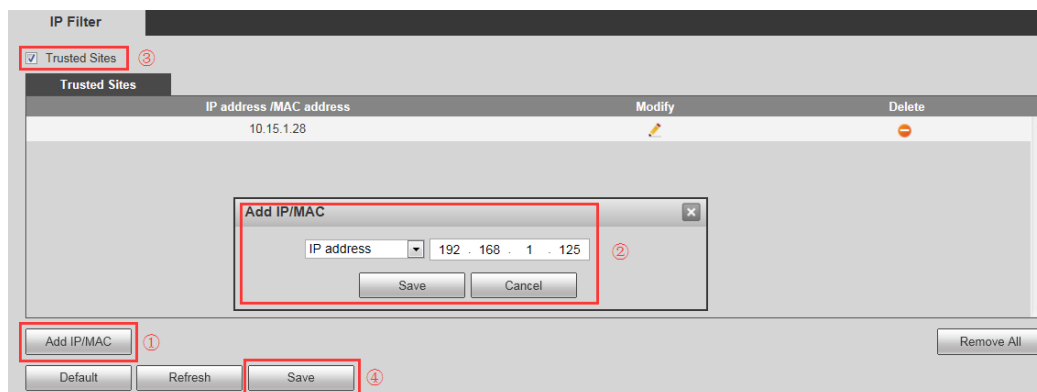 IP Filter
Trusted Sites ③
Trusted Sites
IP address /MAC address Modify Delete
10.15.1.28
Add IP/MAC
IP address 192 . 168 . 1 . 125 ②
Save Cancel
Add IP/MAC ① Remove All
Default Refresh Save ④